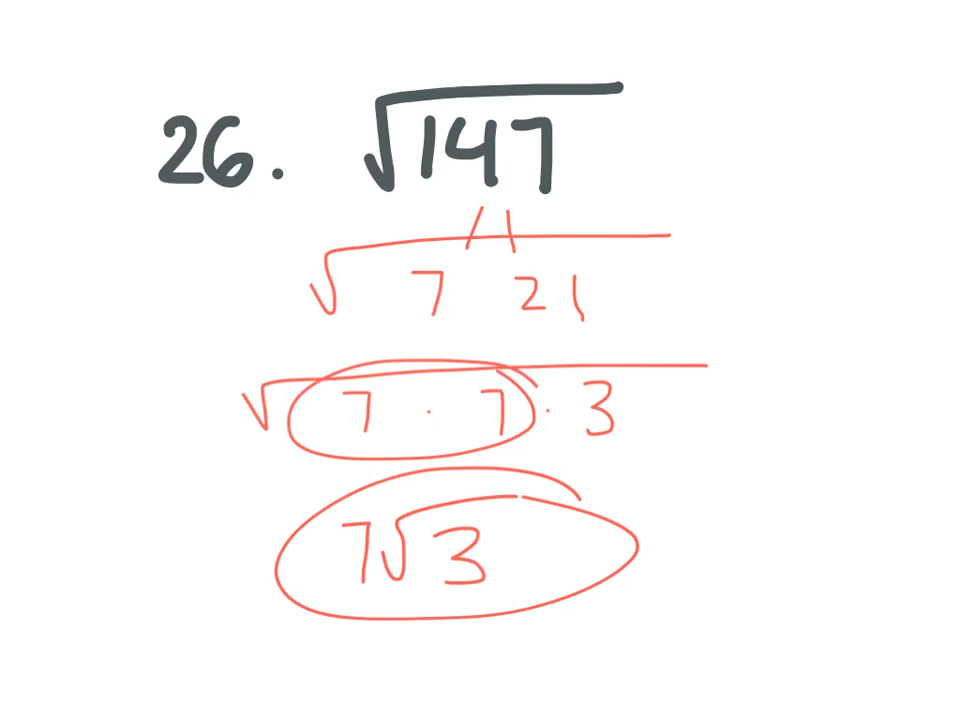 26. √147
√7 21
√7 · 7 · 3
7√3